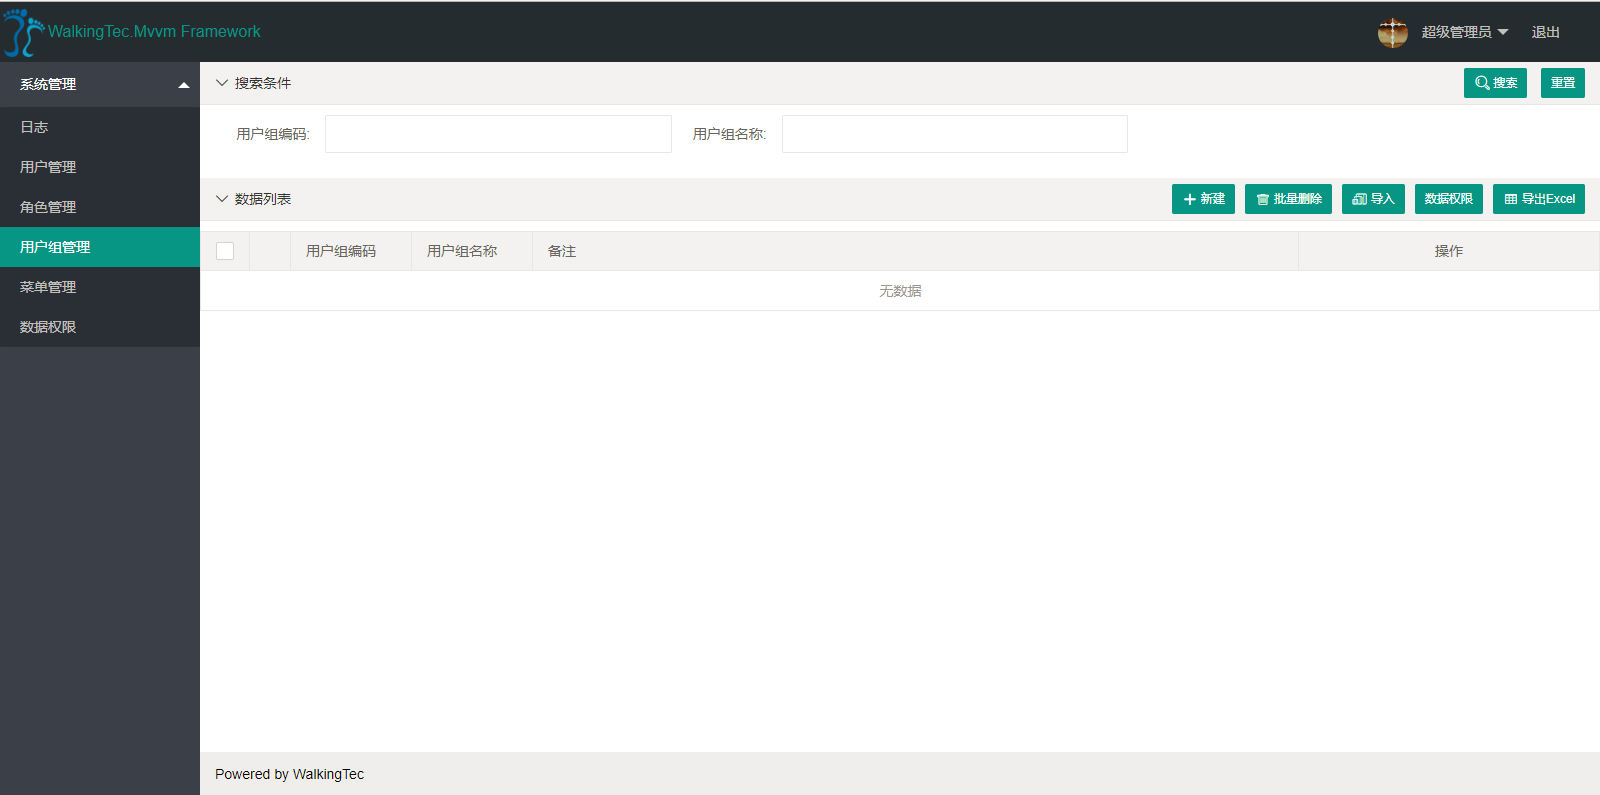 WalkingTec.Mvvm Framework
超级管理员
退出
系统管理
日志
用户管理
角色管理
用户组管理
菜单管理
数据权限
搜索条件
搜索
重置
用户组编码:
用户组名称:
数据列表
新建
批量删除
导入
数据权限
导出Excel
用户组编码
用户组名称
备注
操作
无数据
Powered by WalkingTec